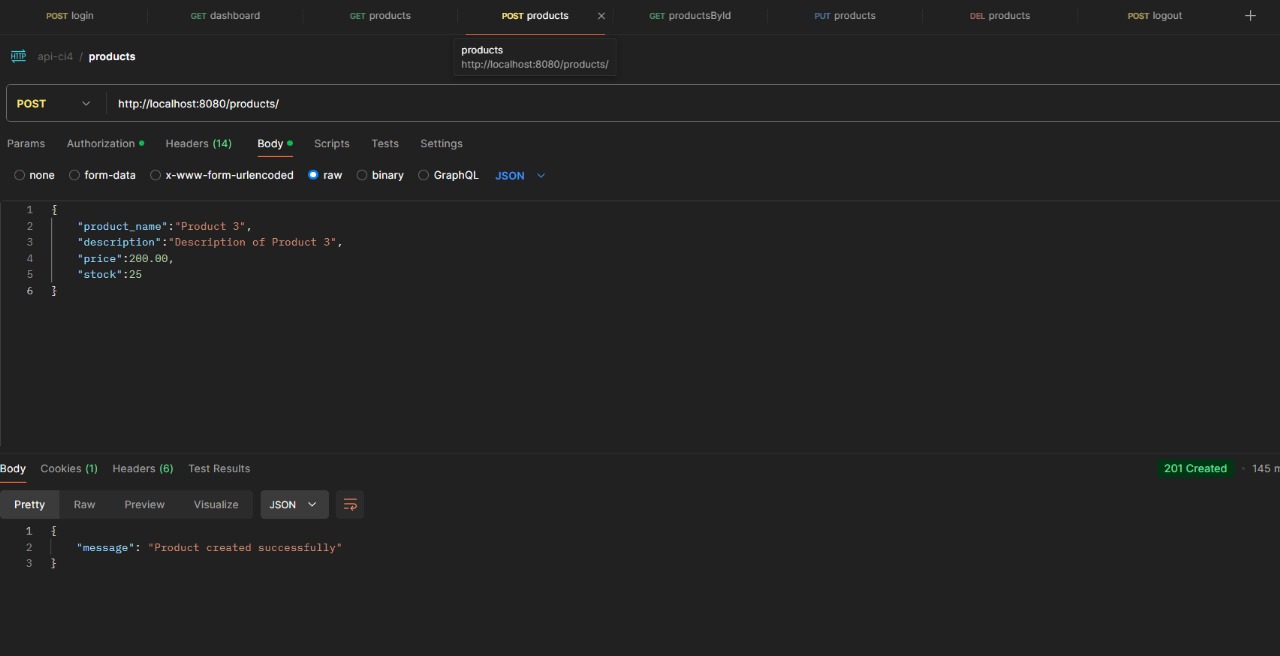 POST login GET dashboard GET products POST products GET productsById PUT products DEL products POST logout
products
http://localhost:8080/products/
HTTP api-ci4 / products
POST http://localhost:8080/products/
Params Authorization Headers (14) Body Scripts Tests Settings
none form-data x-www-form-urlencoded raw binary GraphQL JSON
1 {
2 "product_name":"Product 3",
3 "description":"Description of Product 3",
4 "price":200.00,
5 "stock":25
6 }
Body Cookies (1) Headers (6) Test Results 201 Created 145 m
Pretty Raw Preview Visualize JSON
1 {
2 "message": "Product created successfully"
3 }